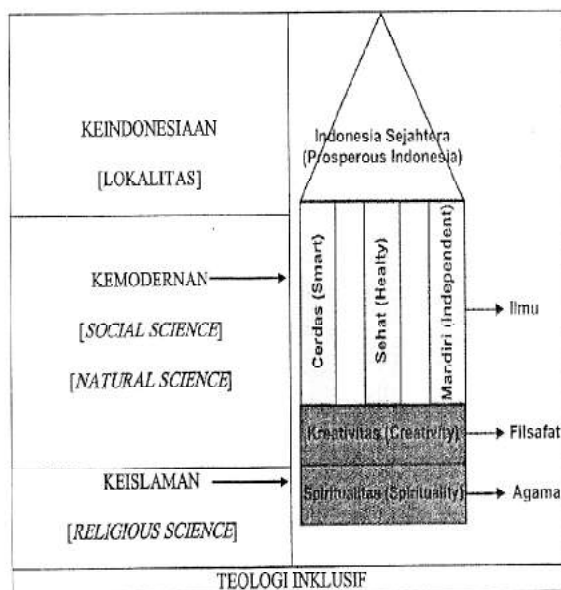 KEINDONESIAAN
[LOKALITAS]
KEMODERNAN
[SOCIAL SCIENCE]
[NATURAL SCIENCE]
KEISLAMAN
[RELIGIOUS SCIENCE]
Indonesia Sejahtera
(Prosperous Indonesia)
Cerdas (Smart)
Sehat (Healty)
Mandiri (Independent)
Ilmu
Kreativitas (Creativity)
Filsafat
Spiritualitas (Spirituality)
Agama
TEOLOGI INKLUSIF